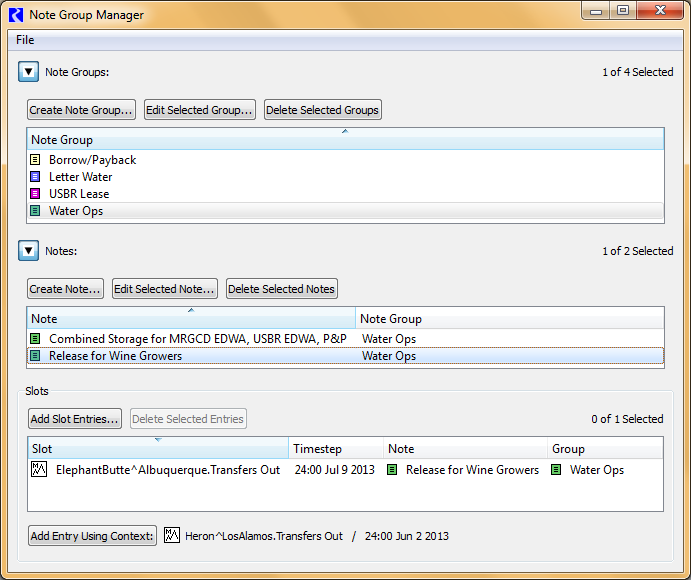 Note Group Manager
File
Note Groups:
1 of 4 Selected
Create Note Group... Edit Selected Group... Delete Selected Groups
Note Group
Borrow/Payback
Letter Water
USBR Lease
Water Ops
Notes:
1 of 2 Selected
Create Note... Edit Selected Note... Delete Selected Notes
Note Note Group
Combined Storage for MRGCD EDWA, USBR EDWA, P&P Water Ops
Release for Wine Growers Water Ops
Slots
Add Slot Entries... Delete Selected Entries 0 of 1 Selected
Slot Timestep Note Group
ElephantButte^Albuquerque.Transfers Out 24:00 Jul 9 2013 Release for Wine Growers Water Ops
Add Entry Using Context: Heron^LosAlamos.Transfers Out / 24:00 Jun 2 2013